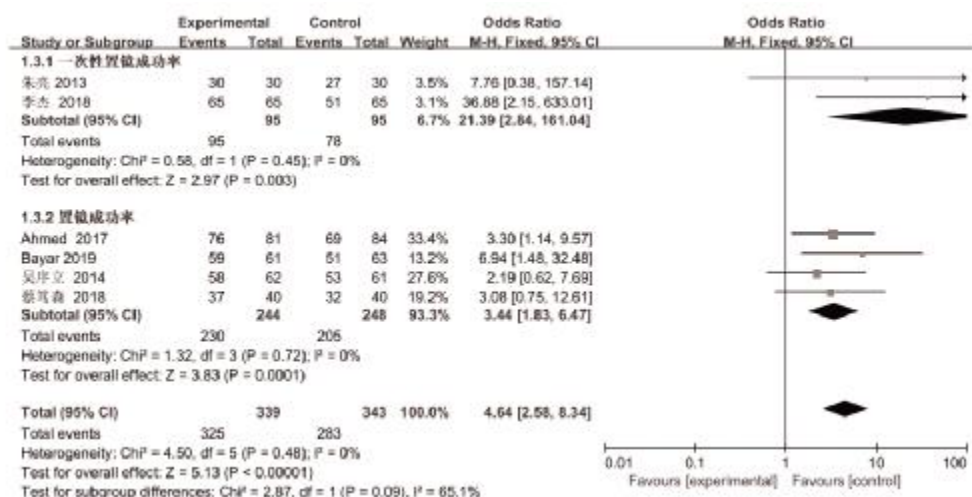 Experimental Control Odds Ratio Odds Ratio
Study or Subgroup Events Total Events Total Weight M-H, Fixed, 95% CI M-H, Fixed, 95% CI
1.3.1 一次性置镜成功率
朱亮 2013 30 30 27 30 3.5% 7.76 [0.38, 157.14]
李杰 2018 65 65 51 65 3.1% 36.88 [2.15, 633.01]
Subtotal (95% CI) 95 95 6.7% 21.39 [2.84, 161.04]
Total events 95 78
Heterogeneity: Chi² = 0.58, df = 1 (P = 0.45); I² = 0%
Test for overall effect: Z = 2.97 (P = 0.003)
1.3.2 置镜成功率
Ahmed 2017 76 81 69 84 33.4% 3.30 [1.14, 9.57]
Bayar 2019 59 61 51 63 13.2% 6.94 [1.48, 32.48]
吴序立 2014 58 62 53 61 27.6% 2.19 [0.62, 7.69]
2018 37 40 32 40 19.2% 3.08 [0.75, 12.61]
Subtotal (95% CI) 244 248 93.3% 3.44 [1.83, 6.47]
Total events 230 205
Heterogeneity: Chi² = 1.32, df = 3 (P = 0.72); I² = 0%
Test for overall effect: Z = 3.83 (P = 0.0001)
Total (95% CI) 339 343 100.0% 4.64 [2.58, 8.34]
Total events 325 283
Heterogeneity: Chi² = 4.50, df = 5 (P = 0.48); I² = 0%
Test for overall effect: Z = 5.13 (P < 0.00001)
Test for subgroup differences: Chi² = 2.87, df = 1 (P = 0.09), I² = 65.1%
0.01 0.1 1 10 100
Favours [experimental] Favours [control]